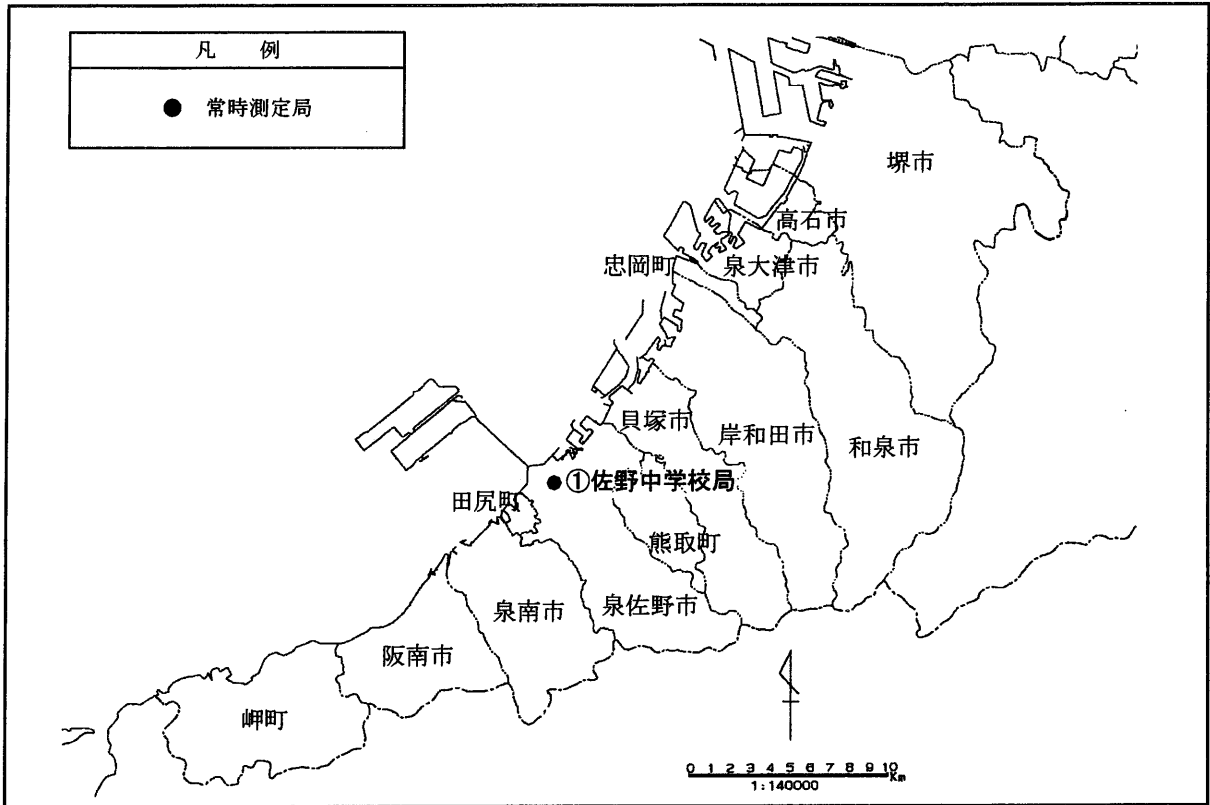 凡　例
● 常時測定局
堺市
高石市
泉大津市
忠岡町
貝塚市
岸和田市
和泉市
●①佐野中学校局
田尻町
熊取町
泉南市
泉佐野市
阪南市
岬町
0 1 2 3 4 5 6 7 8 9 10 Km
1:140000